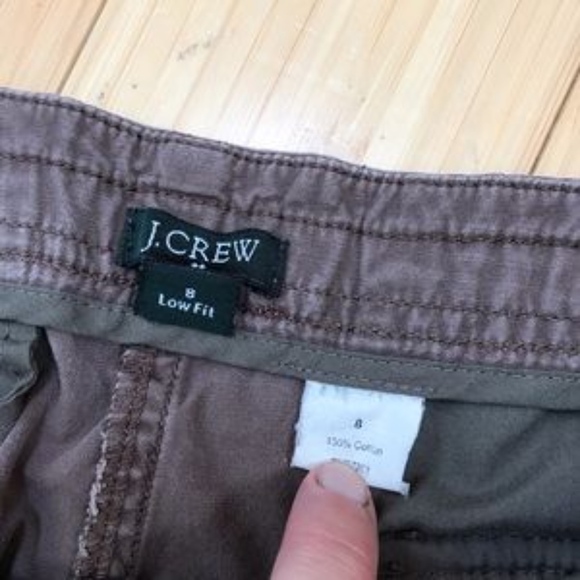 J.CREW
8
Low Fit
8
100% Cotton